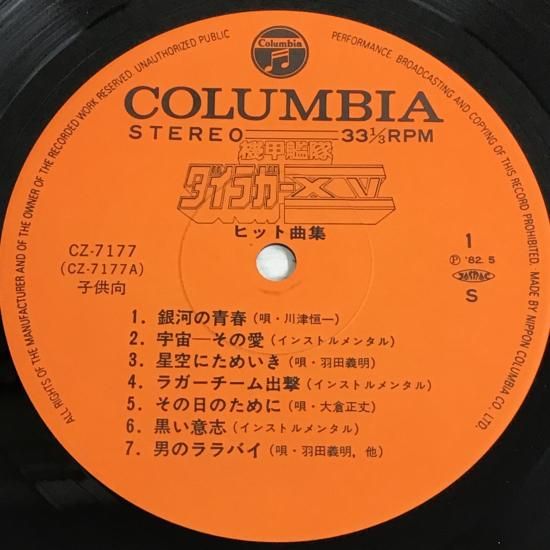 ALL RIGHTS OF THE MANUFACTURER AND OF THE OWNER OF THE RECORDED WORK RESERVED. UNAUTHORIZED PUBLIC PERFORMANCE, BROADCASTING AND COPYING OF THIS RECORD PROHIBITED. MADE BY NIPPON COLUMBIA CO., LTD.
Columbia
COLUMBIA
STEREO 33⅓RPM
機甲艦隊
ダイラガーXV
ヒット曲集
CZ-7177
(CZ-7177A)
子供向
1
Ⓟ '82. 5
JASRAC
S
1. 銀河の青春(唄・川津恒一)
2. 宇宙—その愛(インストルメンタル)
3. 星空にためいき(唄・羽田義明)
4. ラガーチーム出撃(インストルメンタル)
5. その日のために(唄・大倉正丈)
6. 黒い意志(インストルメンタル)
7. 男のララバイ(唄・羽田義明, 他)